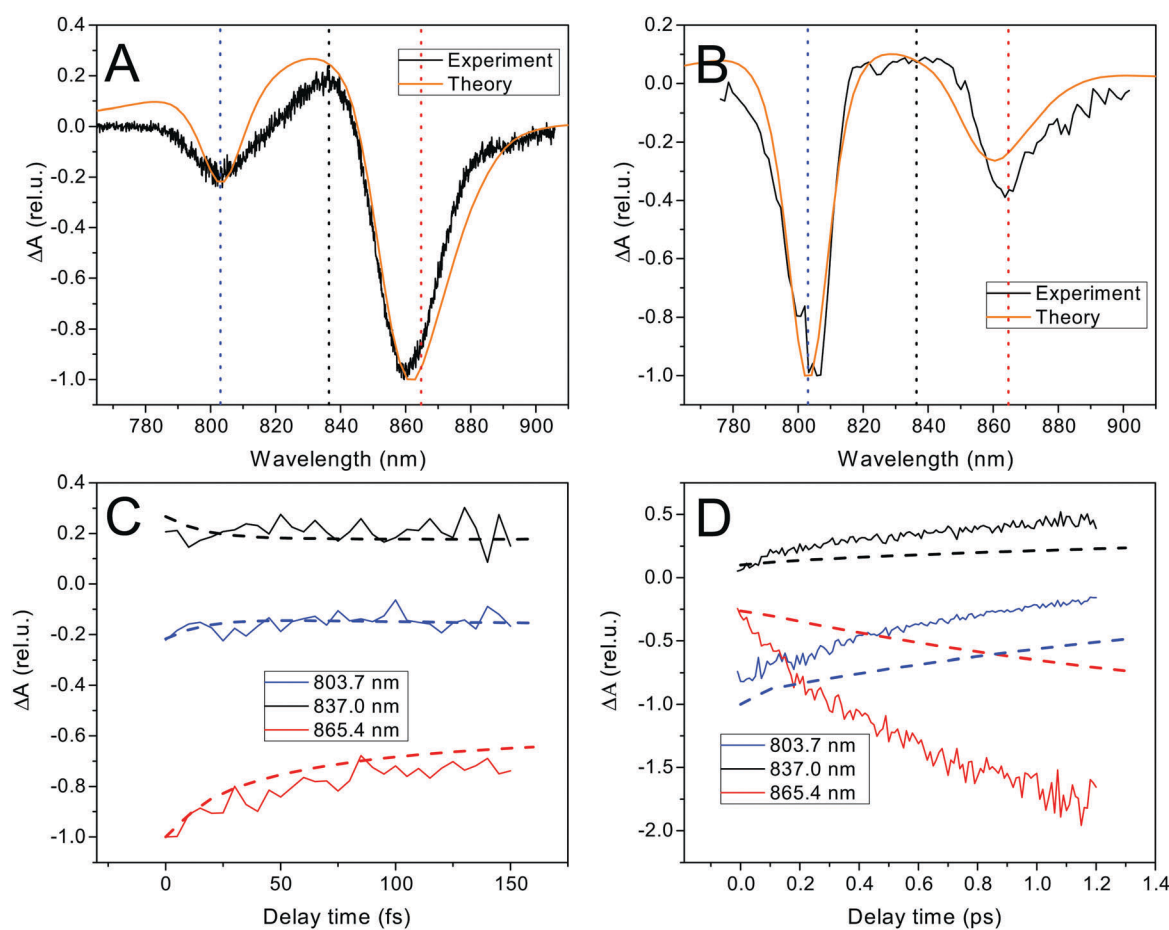 A
Experiment
Theory
0.4
0.2
0.0
-0.2
-0.4
-0.6
-0.8
-1.0
ΔA (rel.u.)
780 800 820 840 860 880 900
Wavelength (nm)
B
Experiment
Theory
0.2
0.0
-0.2
-0.4
-0.6
-0.8
-1.0
ΔA (rel.u.)
780 800 820 840 860 880 900
Wavelength (nm)
C
803.7 nm
837.0 nm
865.4 nm
0.4
0.2
0.0
-0.2
-0.4
-0.6
-0.8
-1.0
ΔA (rel.u.)
0 50 100 150
Delay time (fs)
D
803.7 nm
837.0 nm
865.4 nm
0.5
0.0
-0.5
-1.0
-1.5
-2.0
ΔA (rel.u.)
0.0 0.2 0.4 0.6 0.8 1.0 1.2 1.4
Delay time (ps)